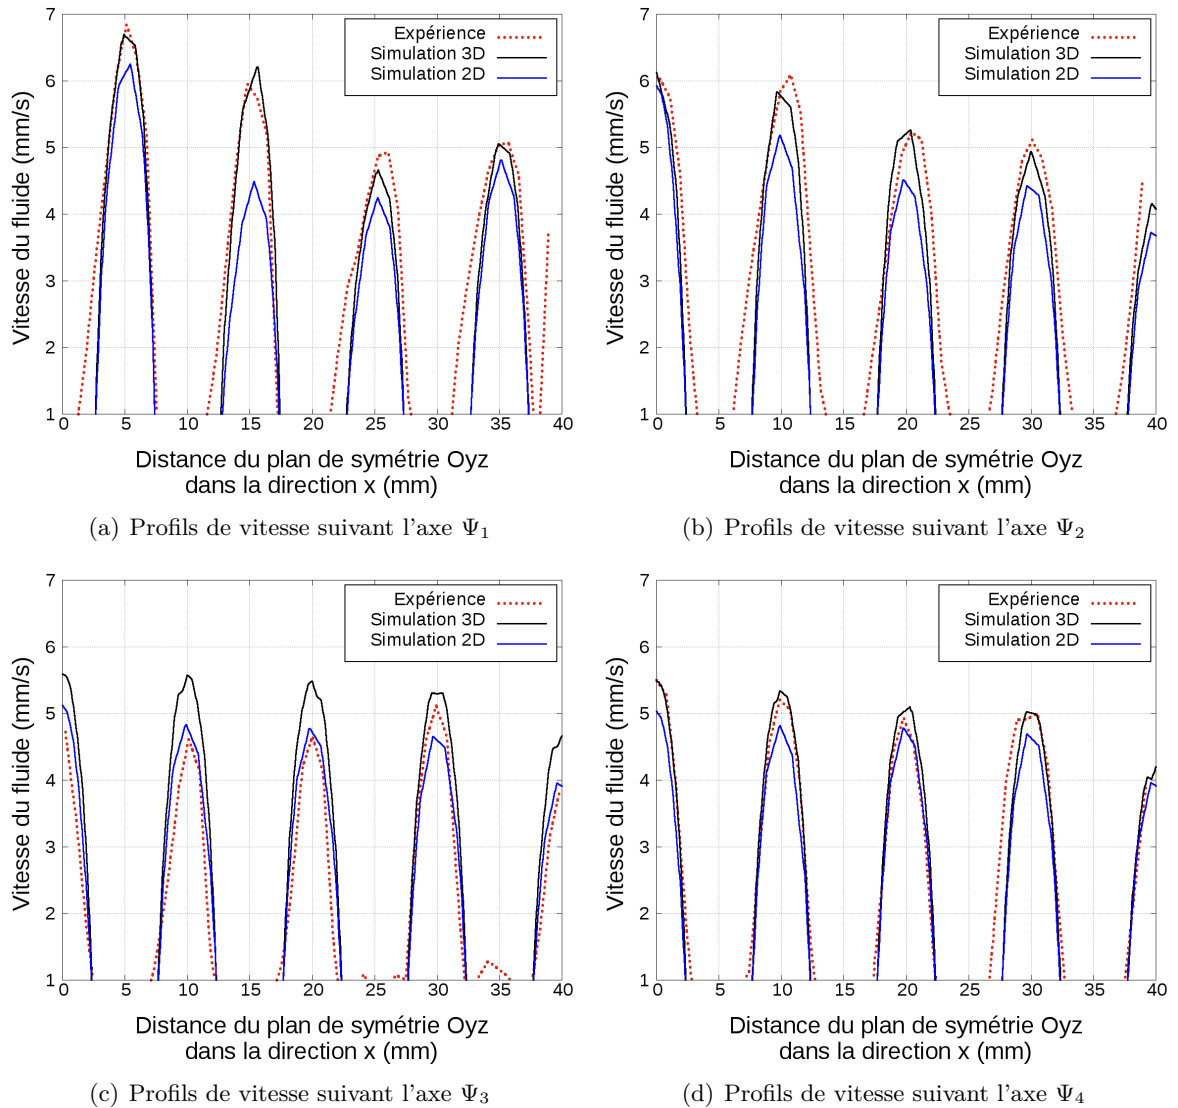 7
6
5
4
3
2
1
0 5 10 15 20 25 30 35 40
Vitesse du fluide (mm/s)
Expérience
Simulation 3D
Simulation 2D
Distance du plan de symétrie Oyz
dans la direction x (mm)
(a) Profils de vitesse suivant l'axe Ψ₁
7
6
5
4
3
2
1
0 5 10 15 20 25 30 35 40
Vitesse du fluide (mm/s)
Expérience
Simulation 3D
Simulation 2D
Distance du plan de symétrie Oyz
dans la direction x (mm)
(b) Profils de vitesse suivant l'axe Ψ₂
7
6
5
4
3
2
1
0 5 10 15 20 25 30 35 40
Vitesse du fluide (mm/s)
Expérience
Simulation 3D
Simulation 2D
Distance du plan de symétrie Oyz
dans la direction x (mm)
(c) Profils de vitesse suivant l'axe Ψ₃
7
6
5
4
3
2
1
0 5 10 15 20 25 30 35 40
Vitesse du fluide (mm/s)
Expérience
Simulation 3D
Simulation 2D
Distance du plan de symétrie Oyz
dans la direction x (mm)
(d) Profils de vitesse suivant l'axe Ψ₄